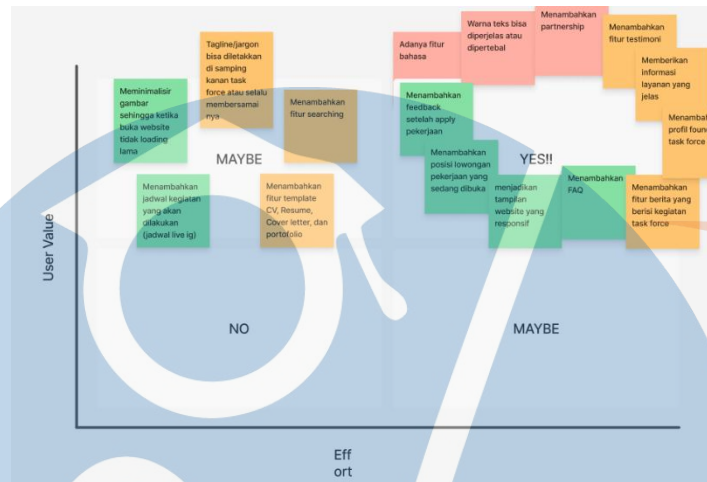 Tagline/jargon
bisa diletakkan
di samping
kanan task
force atau selalu
membersamai
nya
Meminimalisir
gambar
sehingga ketika
buka website
tidak loading
lama
Menambahkan
fitur searching
MAYBE
Menambahkan
jadwal kegiatan
yang akan
dilakukan
(jadwal live ig)
Menambahkan
fitur template
CV, Resume,
Cover letter, dan
portofolio
Adanya fitur
bahasa
Warna teks bisa
diperjelas atau
dipertebal
Menambahkan
partnership
Menambahkan
fitur testimoni
Memberikan
informasi
layanan yang
jelas
Menambah
profil foun
task force
Menambahkan
feedback
setelah apply
pekerjaan
Menambahkan
posisi lowongan
pekerjaan yang
sedang dibuka
YES!!
menjadikan
tampilan
website yang
responsif
Menambahkan
FAQ
Menambahkan
fitur berita yang
berisi kegiatan
task force
User Value
NO
MAYBE
Eff
ort